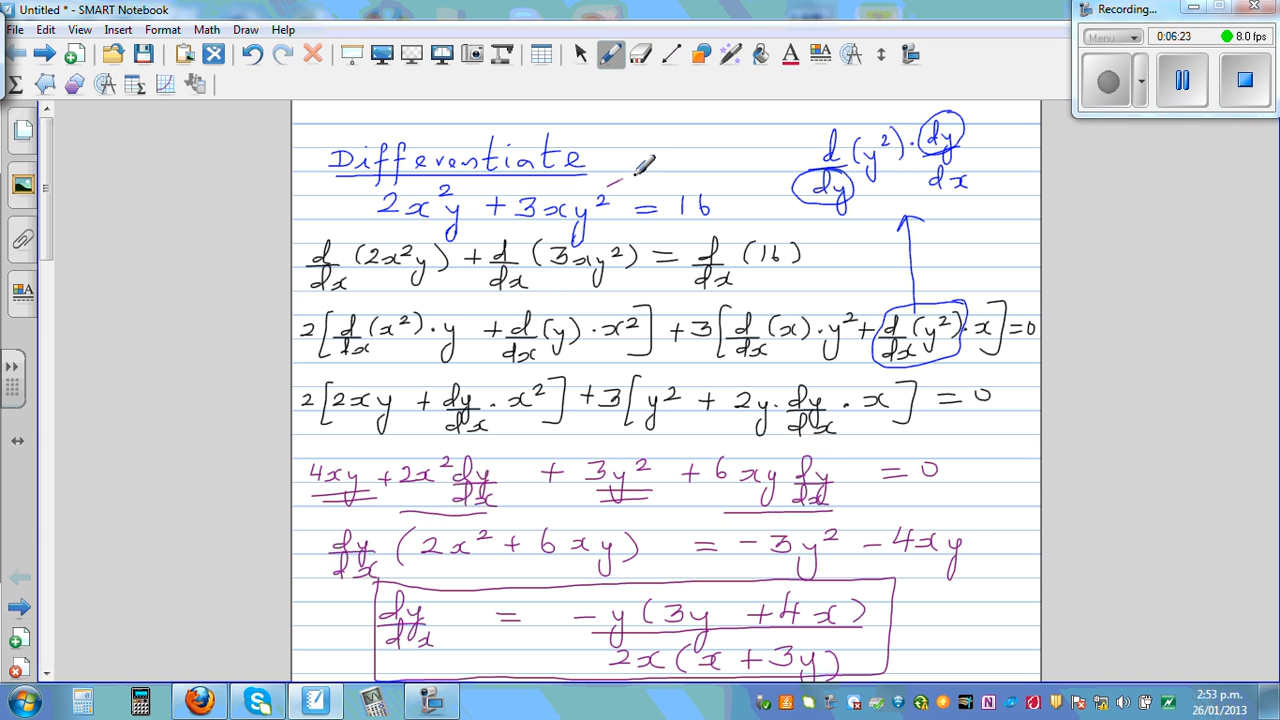 Untitled * - SMART Notebook
File Edit View Insert Format Math Draw Help
Recording...
Menu 0:06:23 8.0 fps
Differentiate
2x²y + 3xy² = 16
d/dy (y²) · dy/dx
d/dx (2x²y) + d/dx (3xy²) = d/dx (16)
2[d/dx (x²) · y + d/dx (y) · x²] + 3[d/dx (x) · y² + d/dx (y²) · x] = 0
2[2xy + dy/dx · x²] + 3[y² + 2y · dy/dx · x] = 0
4xy + 2x² dy/dx + 3y² + 6xy dy/dx = 0
dy/dx (2x² + 6xy) = -3y² - 4xy
dy/dx = -y(3y + 4x) / 2x(x + 3y)
2:53 p.m.
26/01/2013